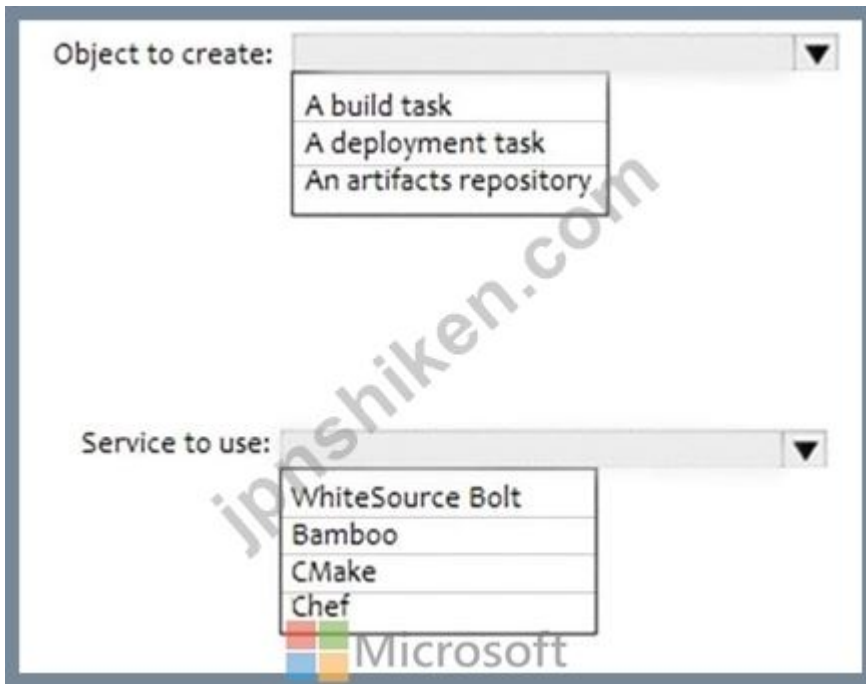 Object to create:
A build task
A deployment task
An artifacts repository
jpnshiken.com
Service to use:
WhiteSource Bolt
Bamboo
CMake
Chef
Microsoft